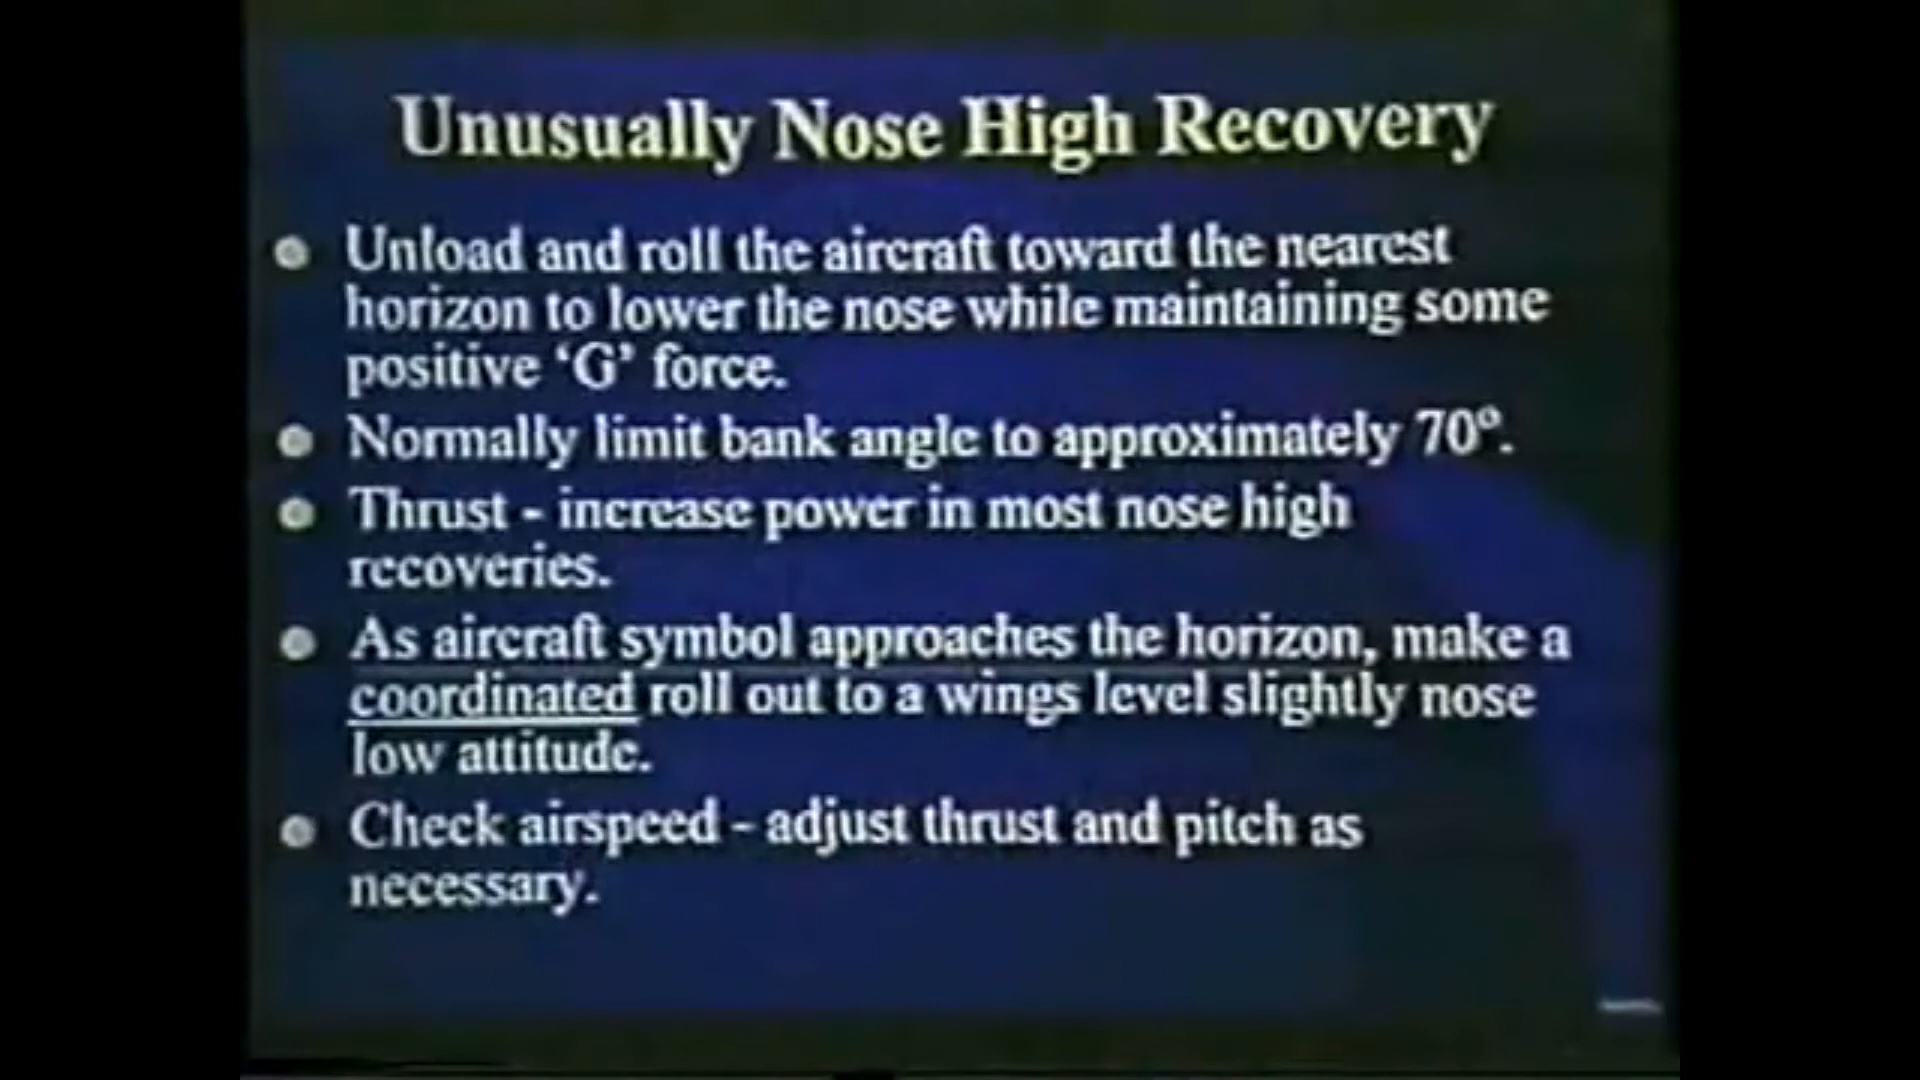 Unusually Nose High Recovery
Unload and roll the aircraft toward the nearest
horizon to lower the nose while maintaining some
positive ‘G’ force.
Normally limit bank angle to approximately 70º.
Thrust - increase power in most nose high
recoveries.
As aircraft symbol approaches the horizon, make a
coordinated roll out to a wings level slightly nose
low attitude.
Check airspeed - adjust thrust and pitch as
necessary.